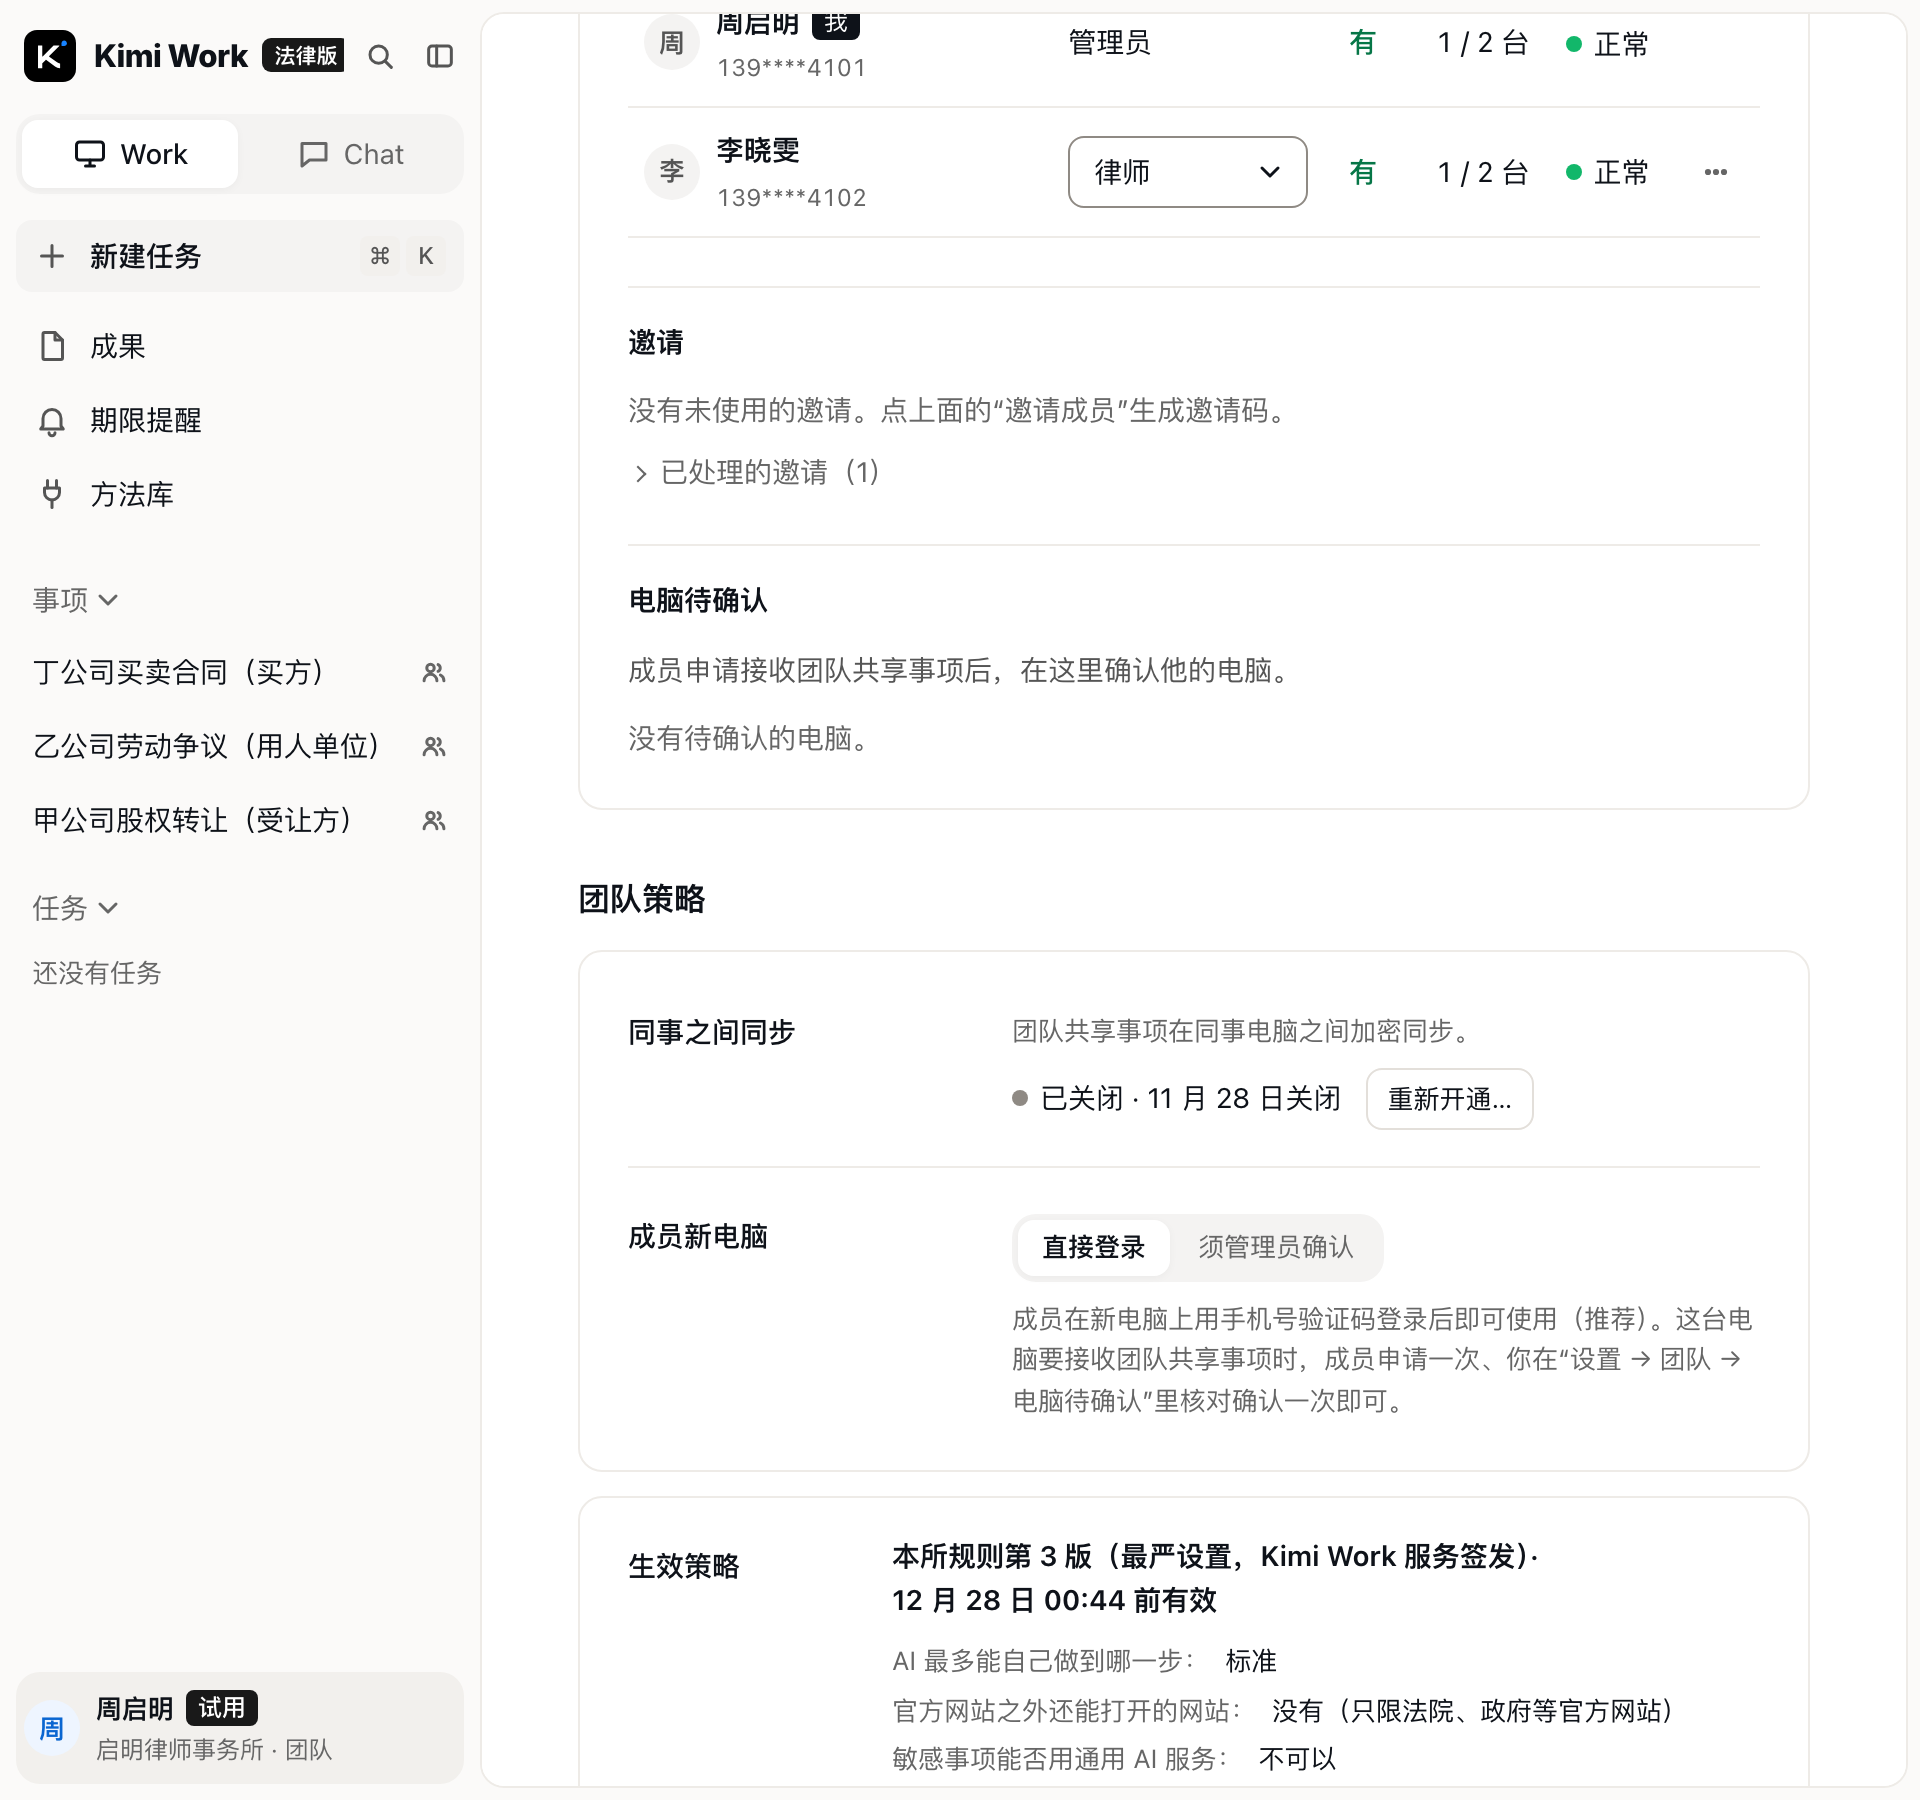 Kimi Work 法律版
Work
Chat
新建任务 ⌘ K
成果
期限提醒
方法库
事项
丁公司买卖合同（买方）
乙公司劳动争议（用人单位）
甲公司股权转让（受让方）
任务
还没有任务
周 周启明 试用
启明律师事务所 · 团队
周 周启明 我
139****4101
管理员 有 1 / 2 台 正常
李 李晓雯
139****4102
律师 有 1 / 2 台 正常
邀请
没有未使用的邀请。点上面的“邀请成员”生成邀请码。
已处理的邀请（1）
电脑待确认
成员申请接收团队共享事项后，在这里确认他的电脑。
没有待确认的电脑。
团队策略
同事之间同步
团队共享事项在同事电脑之间加密同步。
已关闭 · 11 月 28 日关闭 重新开通...
成员新电脑
直接登录 须管理员确认
成员在新电脑上用手机号验证码登录后即可使用（推荐）。这台电
脑要接收团队共享事项时，成员申请一次、你在“设置 → 团队 →
电脑待确认”里核对确认一次即可。
生效策略
本所规则第 3 版（最严设置，Kimi Work 服务签发）·
12 月 28 日 00:44 前有效
AI 最多能自己做到哪一步： 标准
官方网站之外还能打开的网站： 没有（只限法院、政府等官方网站）
敏感事项能否用通用 AI 服务： 不可以